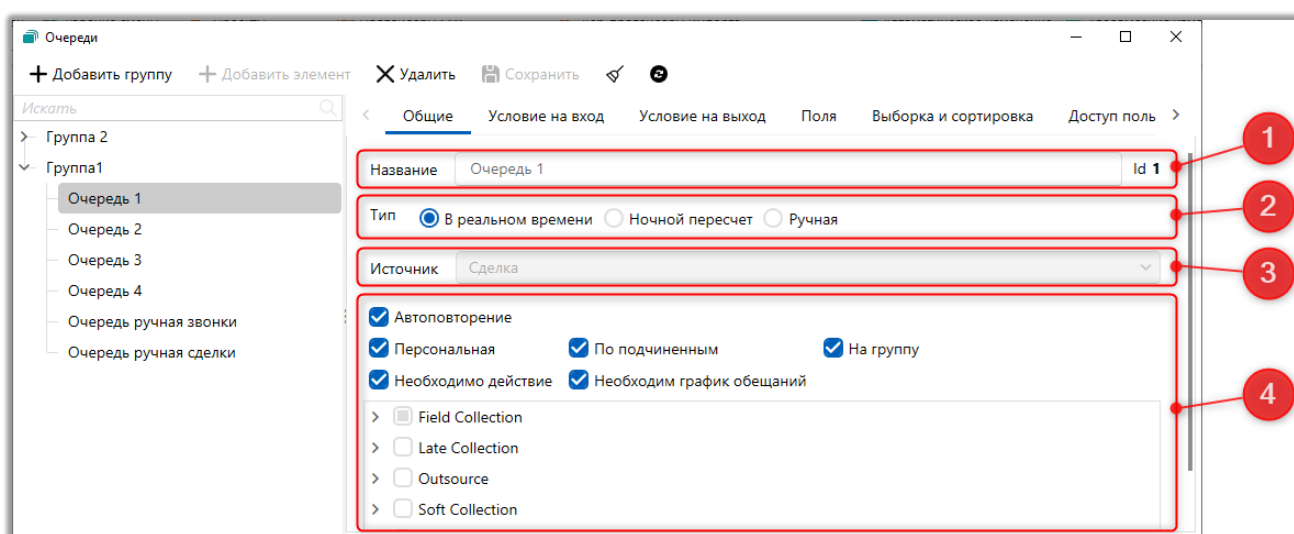 Очереди
Добавить группу Добавить элемент Удалить Сохранить
Искать
Общие Условие на вход Условие на выход Поля Выборка и сортировка Доступ поль
Группа 2
Группа1
Очередь 1
Очередь 2
Очередь 3
Очередь 4
Очередь ручная звонки
Очередь ручная сделки
Название Очередь 1 Id 1
1
Тип В реальном времени Ночной пересчет Ручная
2
Источник Сделка
3
Автоповторение
Персональная По подчиненным На группу
Необходимо действие Необходим график обещаний
4
Field Collection
Late Collection
Outsource
Soft Collection